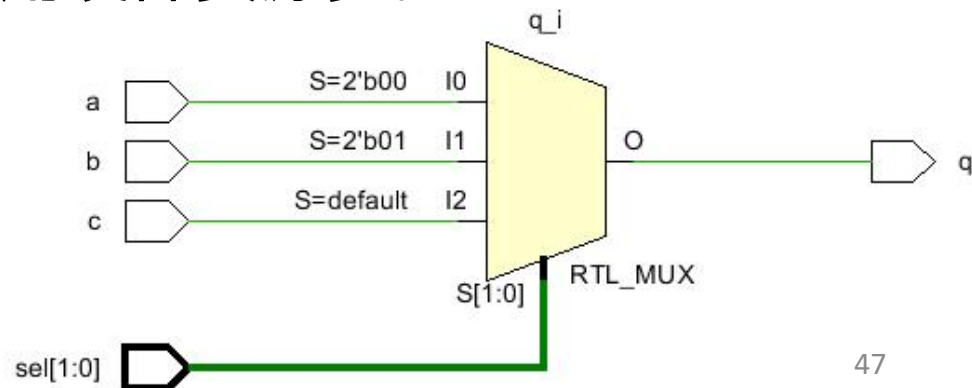 q_i
a S=2'b00 I0
b S=2'b01 I1 O q
c S=default I2
S[1:0] RTL_MUX
sel[1:0] 47